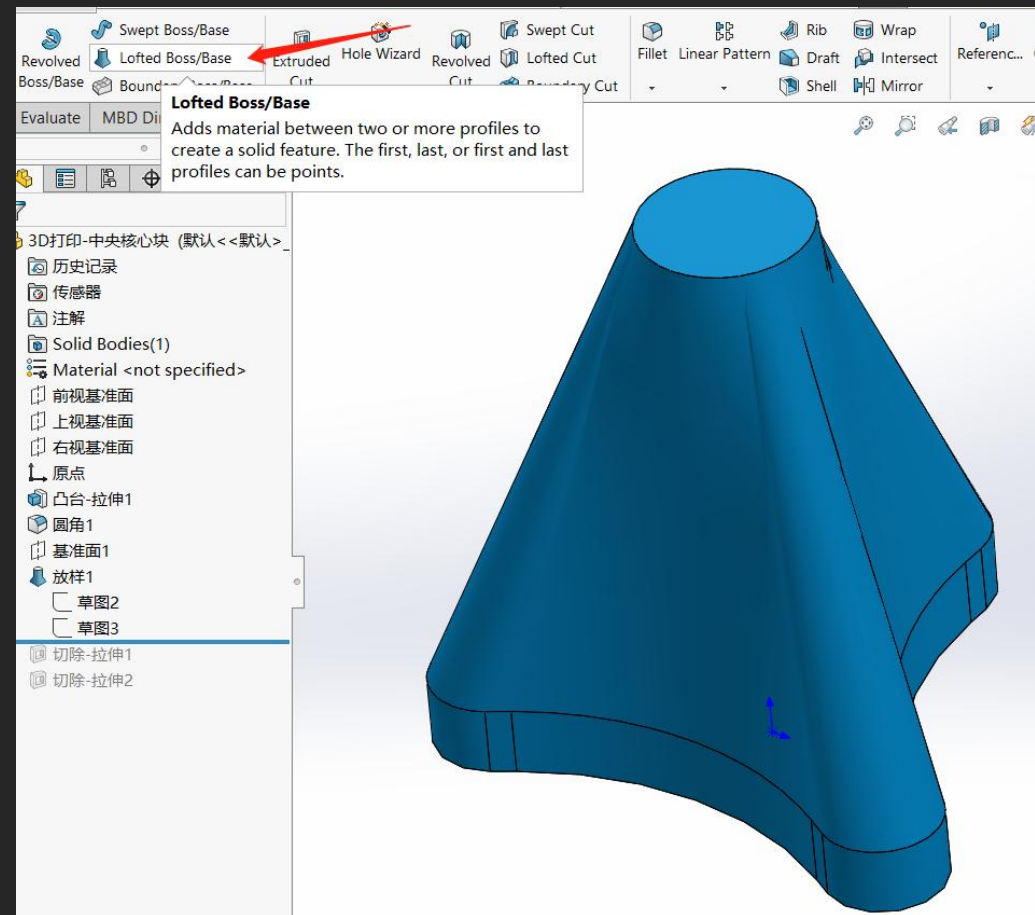 Swept Boss/Base
Revolved Boss/Base
Lofted Boss/Base
Extruded
Hole Wizard
Revolved
Swept Cut
Lofted Cut
Cut
Fillet
Linear Pattern
Rib
Draft
Shell
Wrap
Intersect
Mirror
Referenc...
Evaluate
Lofted Boss/Base
Adds material between two or more profiles to
create a solid feature. The first, last, or first and last
profiles can be points.
3D打印-中央核心块 (默认<<默认>_
历史记录
传感器
注解
Solid Bodies(1)
Material <not specified>
前视基准面
上视基准面
右视基准面
原点
凸台-拉伸1
圆角1
基准面1
放样1
草图2
草图3
切除-拉伸1
切除-拉伸2